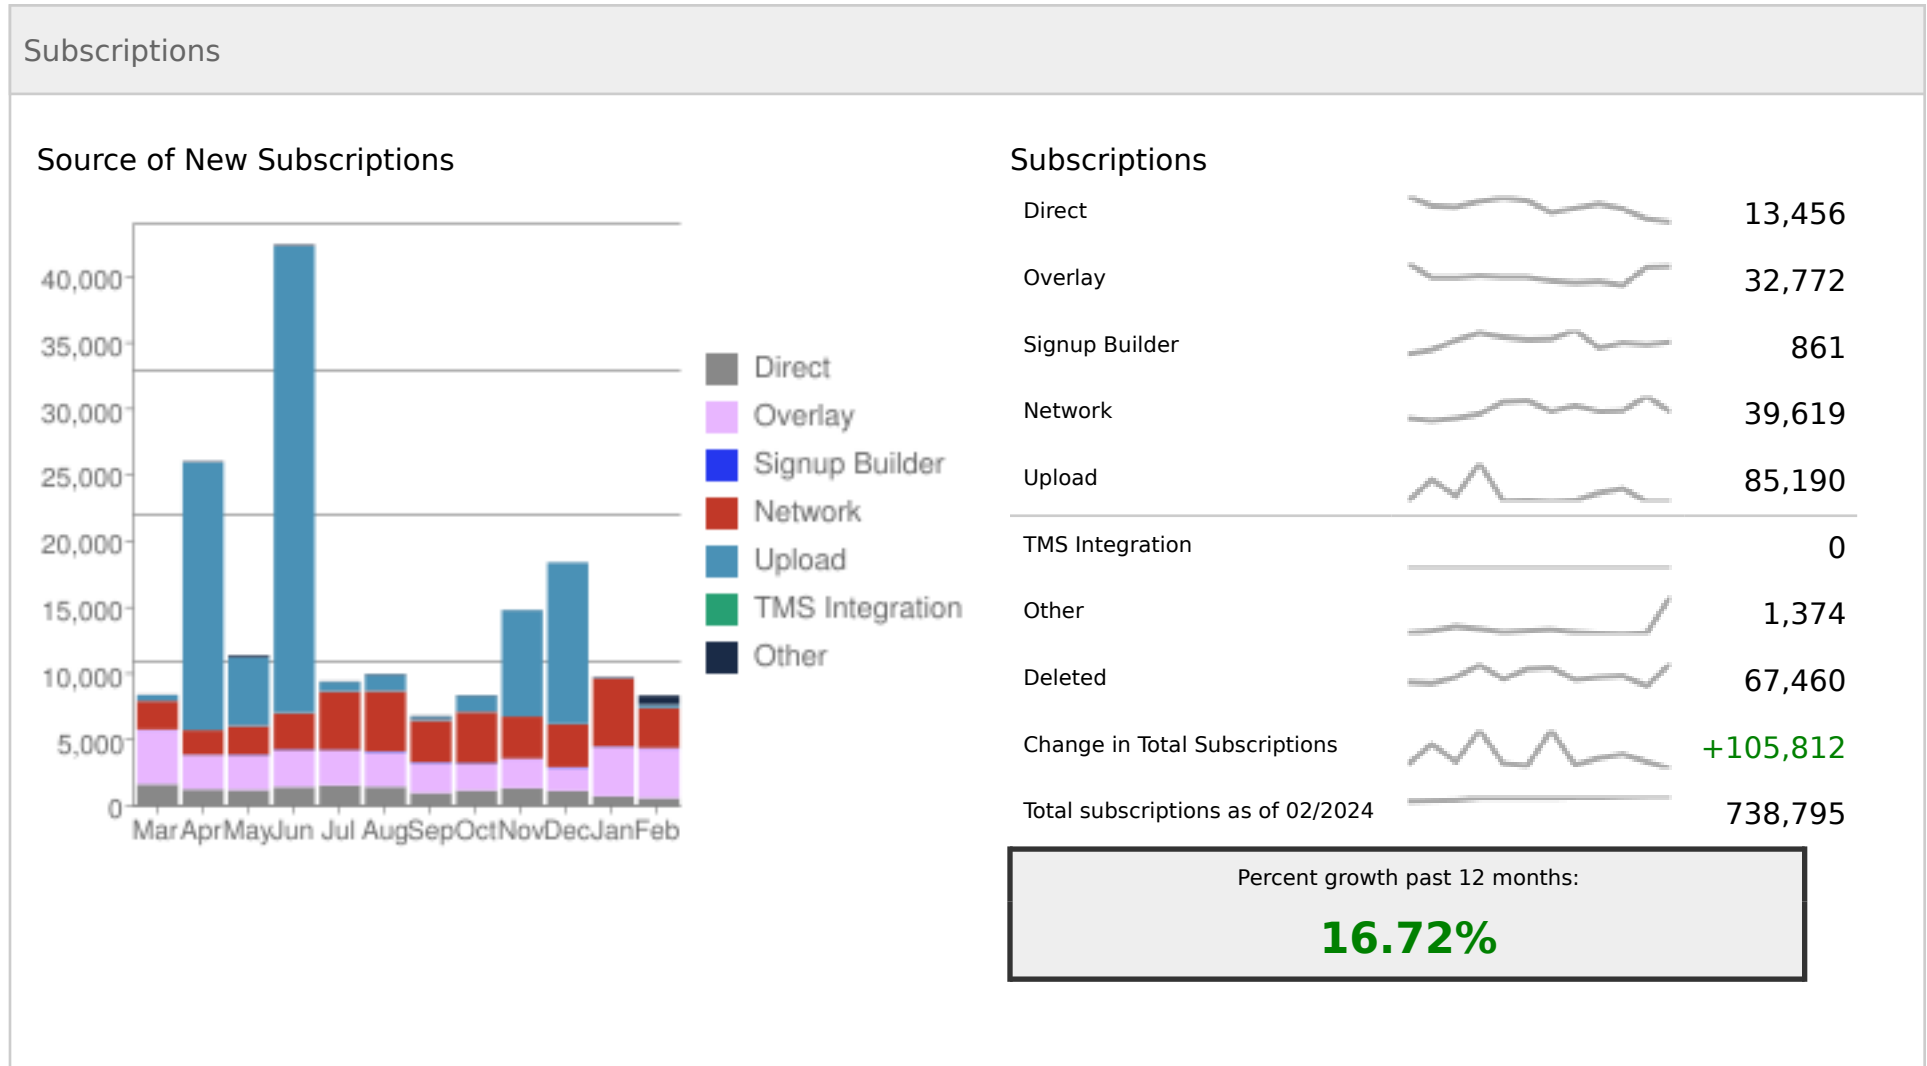 Subscriptions
Source of New Subscriptions
40,000
35,000
30,000
25,000
20,000
15,000
10,000
5,000
0
Mar Apr May Jun Jul Aug Sep Oct Nov Dec Jan Feb
Direct
Overlay
Signup Builder
Network
Upload
TMS Integration
Other
Subscriptions
Direct 13,456
Overlay 32,772
Signup Builder 861
Network 39,619
Upload 85,190
TMS Integration 0
Other 1,374
Deleted 67,460
Change in Total Subscriptions +105,812
Total subscriptions as of 02/2024 738,795
Percent growth past 12 months:
16.72%